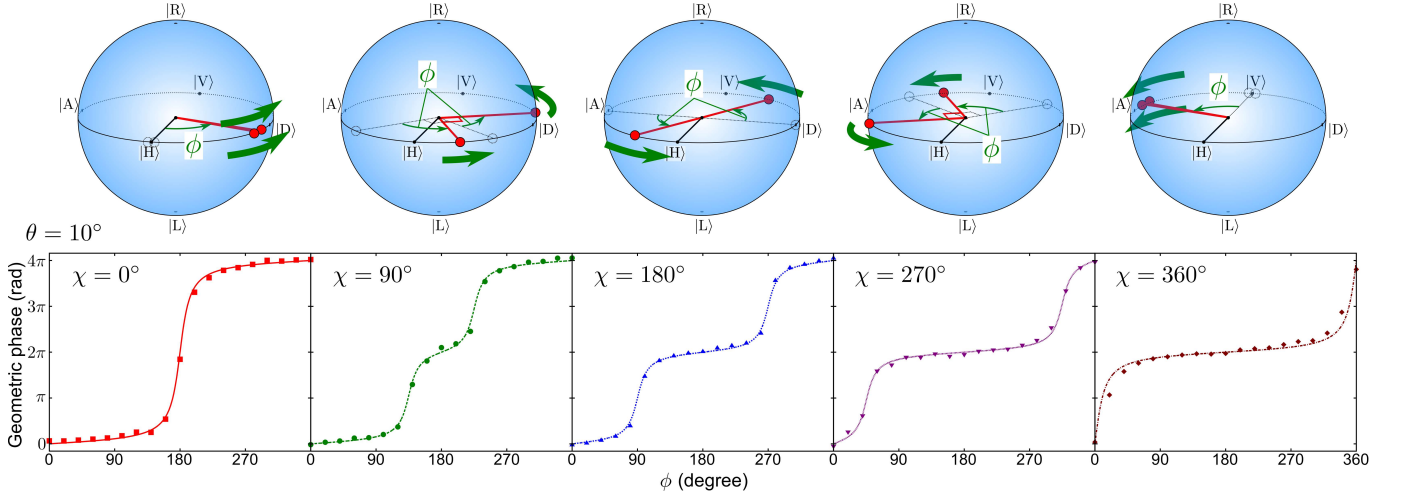 |R⟩ |R⟩ |R⟩ |R⟩ |R⟩
|V⟩ ϕ |V⟩ ϕ |V⟩ |V⟩ ϕ |V⟩
|A⟩ |A⟩ |A⟩ |A⟩ |A⟩
|D⟩ |D⟩ |D⟩ |D⟩ |D⟩
|H⟩ ϕ |H⟩ |H⟩ |H⟩ ϕ |H⟩
|L⟩ |L⟩ |L⟩ |L⟩ |L⟩
θ = 10°
χ = 0° χ = 90° χ = 180° χ = 270° χ = 360°
Geometric phase (rad)
4π
3π
2π
π
0
0 90 180 270 0 90 180 270 0 90 180 270 0 90 180 270 0 90 180 270 360
ϕ (degree)